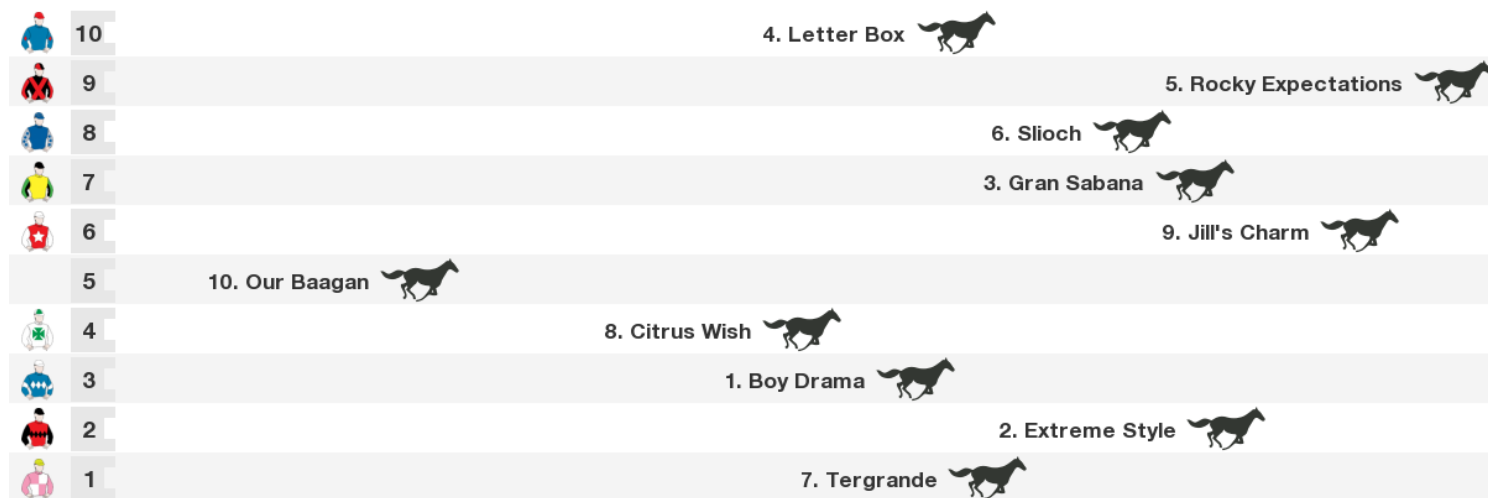 10 4. Letter Box
9 5. Rocky Expectations
8 6. Slioch
7 3. Gran Sabana
6 9. Jill's Charm
5 10. Our Baagan
4 8. Citrus Wish
3 1. Boy Drama
2 2. Extreme Style
1 7. Tergrande